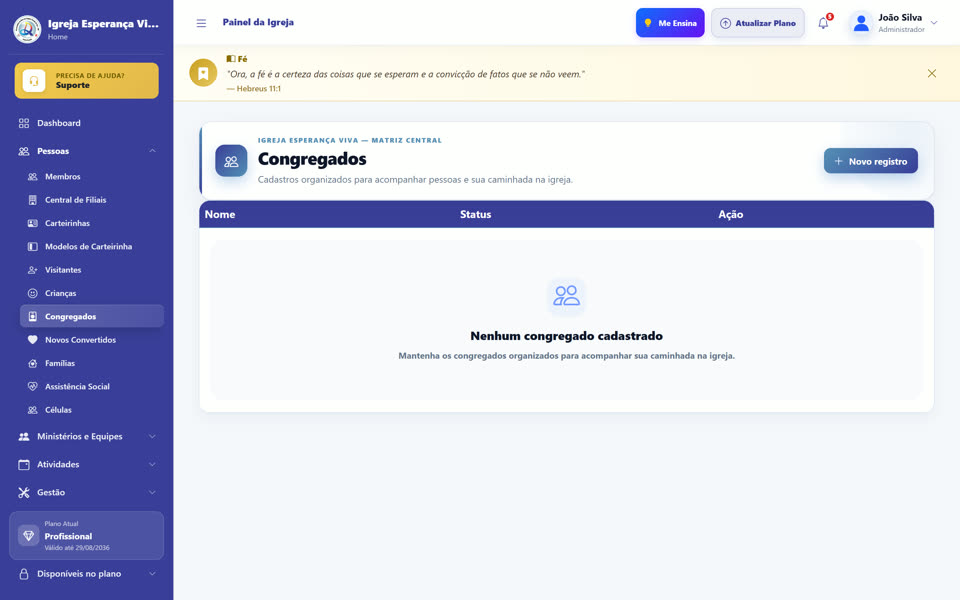 Igreja Esperança Vi...
Home
PRECISA DE AJUDA?
Suporte
Dashboard
Pessoas
Membros
Central de Filiais
Carteirinhas
Modelos de Carteirinha
Visitantes
Crianças
Congregados
Novos Convertidos
Famílias
Assistência Social
Células
Ministérios e Equipes
Atividades
Gestão
Plano Atual
Profissional
Válido até 29/08/2036
Disponíveis no plano
Painel da Igreja
Me Ensina
Atualizar Plano
João Silva
Administrador
Fé
"Ora, a fé é a certeza das coisas que se esperam e a convicção de fatos que se não veem."
— Hebreus 11:1
IGREJA ESPERANÇA VIVA — MATRIZ CENTRAL
Congregados
Cadastros organizados para acompanhar pessoas e sua caminhada na igreja.
+ Novo registro
Nome Status Ação
Nenhum congregado cadastrado
Mantenha os congregados organizados para acompanhar sua caminhada na igreja.